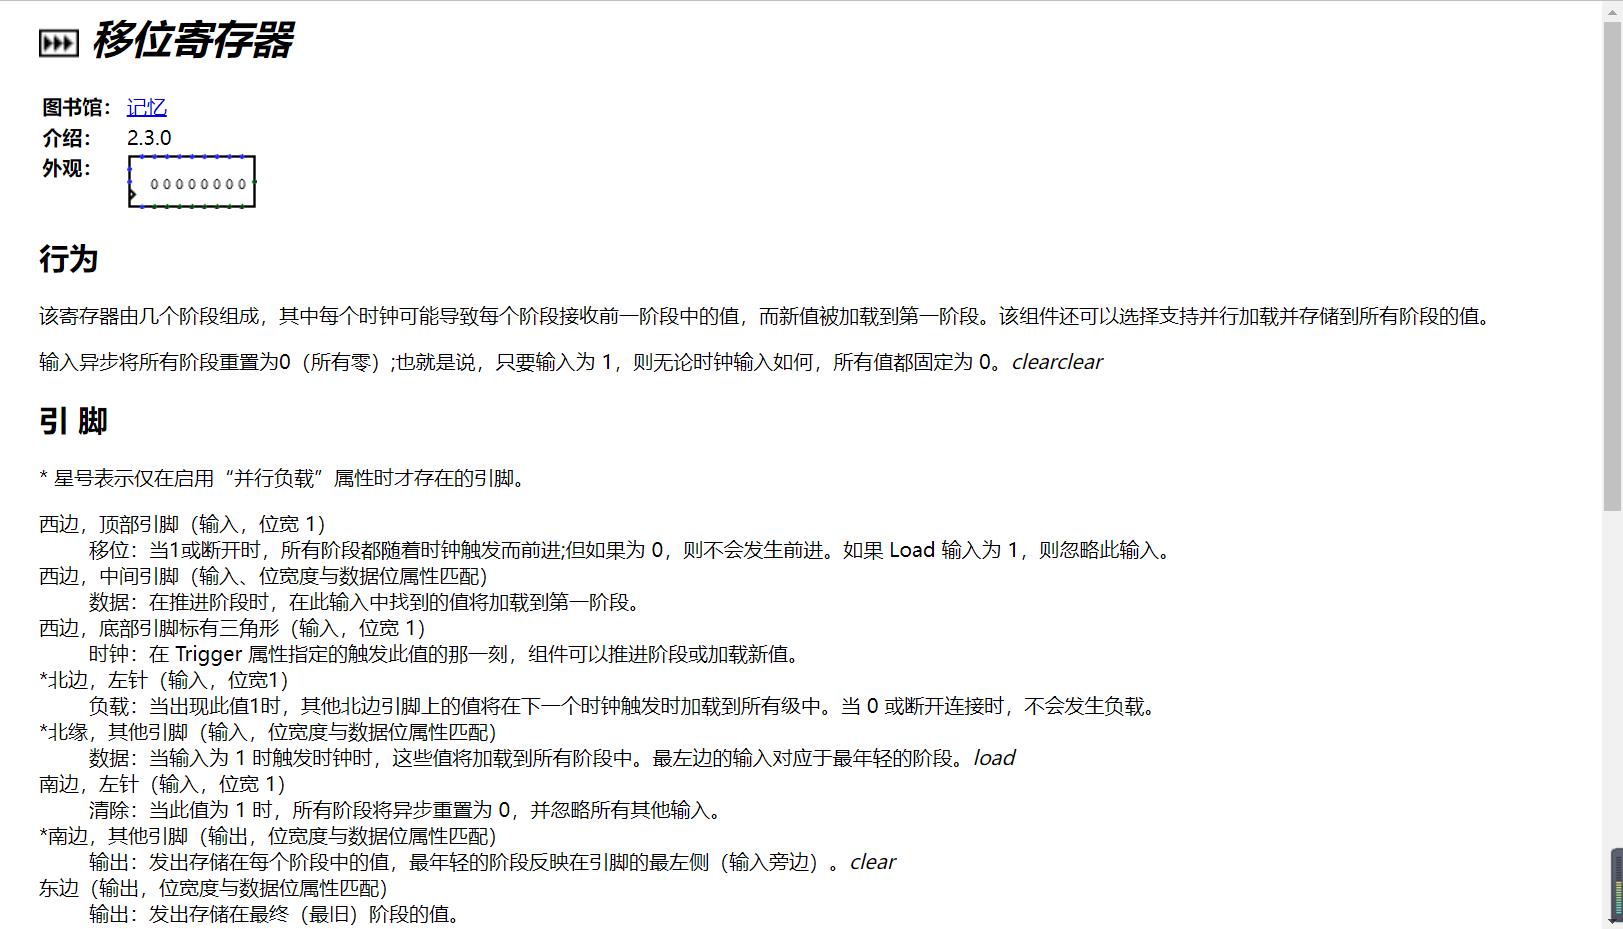 移位寄存器
图书馆： 记忆
介绍： 2.3.0
外观：
0 0 0 0 0 0 0 0
行为
该寄存器由几个阶段组成，其中每个时钟可能导致每个阶段接收前一阶段中的值，而新值被加载到第一阶段。该组件还可以选择支持并行加载并存储到所有阶段的值。
输入异步将所有阶段重置为0（所有零）;也就是说，只要输入为 1，则无论时钟输入如何，所有值都固定为 0。clearclear
引 脚
* 星号表示仅在启用“并行负载”属性时才存在的引脚。
西边，顶部引脚（输入，位宽 1）
移位：当1或断开时，所有阶段都随着时钟触发而前进;但如果为 0，则不会发生前进。如果 Load 输入为 1，则忽略此输入。
西边，中间引脚（输入、位宽度与数据位属性匹配）
数据：在推进阶段时，在此输入中找到的值将加载到第一阶段。
西边，底部引脚标有三角形（输入，位宽 1）
时钟：在 Trigger 属性指定的触发此值的那一刻，组件可以推进阶段或加载新值。
*北边，左针（输入，位宽1）
负载：当出现此值1时，其他北边引脚上的值将在下一个时钟触发时加载到所有级中。当 0 或断开连接时，不会发生负载。
*北缘，其他引脚（输入，位宽度与数据位属性匹配）
数据：当输入为 1 时触发时钟时，这些值将加载到所有阶段中。最左边的输入对应于最年轻的阶段。load
南边，左针（输入，位宽 1）
清除：当此值为 1 时，所有阶段将异步重置为 0，并忽略所有其他输入。
*南边，其他引脚（输出，位宽度与数据位属性匹配）
输出：发出存储在每个阶段中的值，最年轻的阶段反映在引脚的最左侧（输入旁边）。clear
东边（输出，位宽度与数据位属性匹配）
输出：发出存储在最终（最旧）阶段的值。